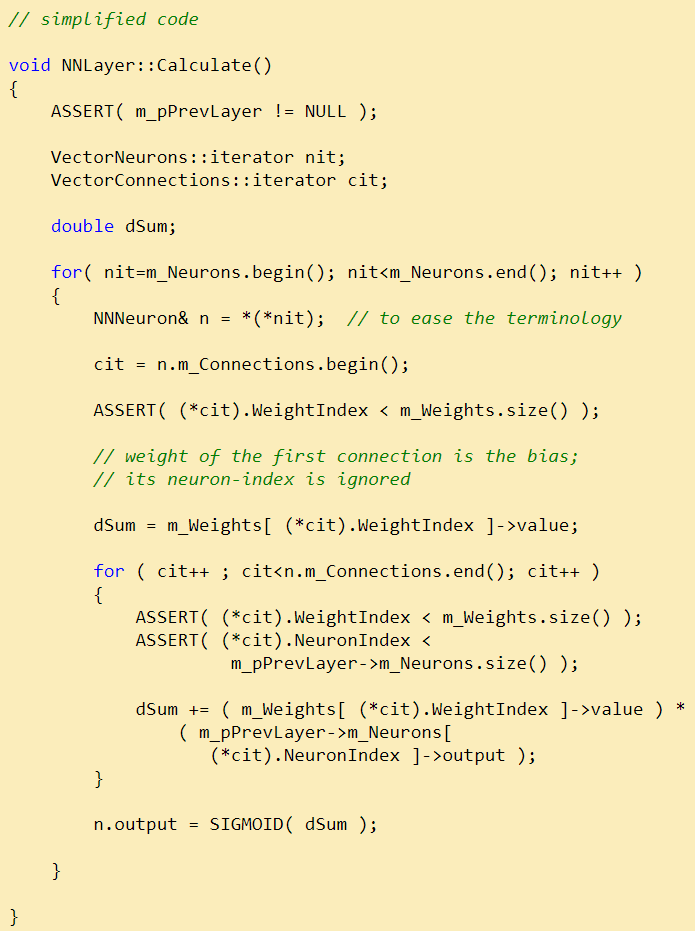 // simplified code
void NNLayer::Calculate()
{
ASSERT( m_pPrevLayer != NULL );
VectorNeurons::iterator nit;
VectorConnections::iterator cit;
double dSum;
for( nit=m_Neurons.begin(); nit<m_Neurons.end(); nit++ )
{
NNNeuron& n = *(*nit);  // to ease the terminology
cit = n.m_Connections.begin();
ASSERT( (*cit).WeightIndex < m_Weights.size() );
// weight of the first connection is the bias;
// its neuron-index is ignored
dSum = m_Weights[ (*cit).WeightIndex ]->value;
for ( cit++ ; cit<n.m_Connections.end(); cit++ )
{
ASSERT( (*cit).WeightIndex < m_Weights.size() );
ASSERT( (*cit).NeuronIndex <
m_pPrevLayer->m_Neurons.size() );
dSum += ( m_Weights[ (*cit).WeightIndex ]->value ) *
( m_pPrevLayer->m_Neurons[
(*cit).NeuronIndex ]->output );
}
n.output = SIGMOID( dSum );
}
}